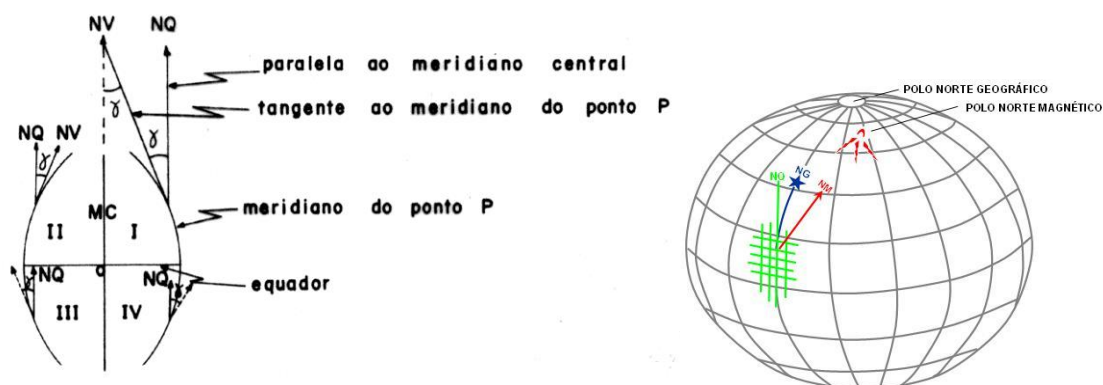 NV
NQ
paralela ao meridiano central
tangente ao meridiano do ponto P
γ
γ
NQ NV
γ
MC
meridiano do ponto P
II
I
NQ
O
NQ
γ
γ
equador
III
IV
POLO NORTE GEOGRÁFICO
POLO NORTE MAGNÉTICO
NQ
NG
NM